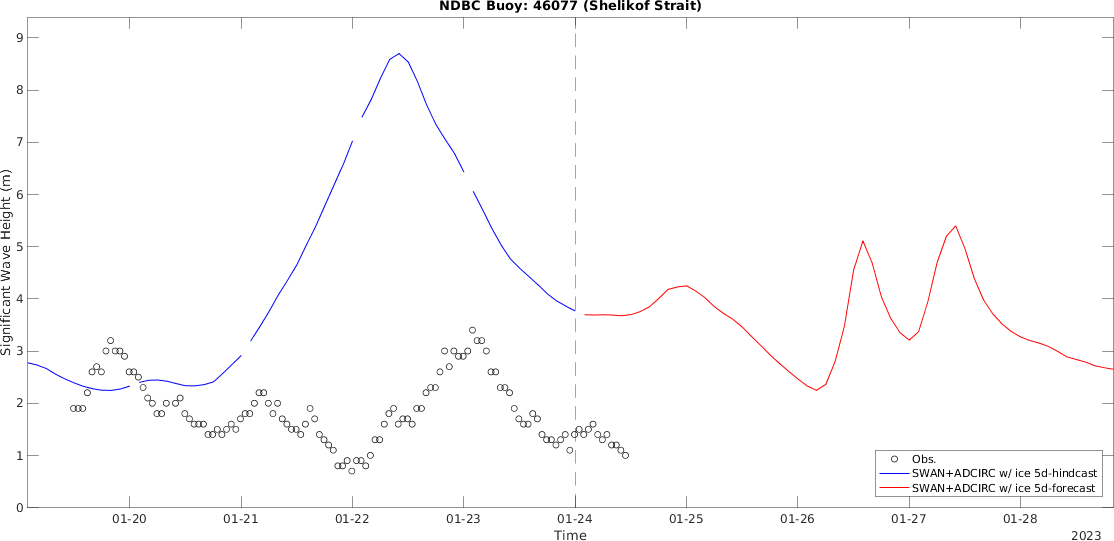 NDBC Buoy: 46077 (Shelikof Strait)
Significant Wave Height (m)
9
8
7
6
5
4
3
2
1
0
01-20 01-21 01-22 01-23 01-24 01-25 01-26 01-27 01-28
Time
2023
Obs.
SWAN+ADCIRC w/ ice 5d-hindcast
SWAN+ADCIRC w/ ice 5d-forecast